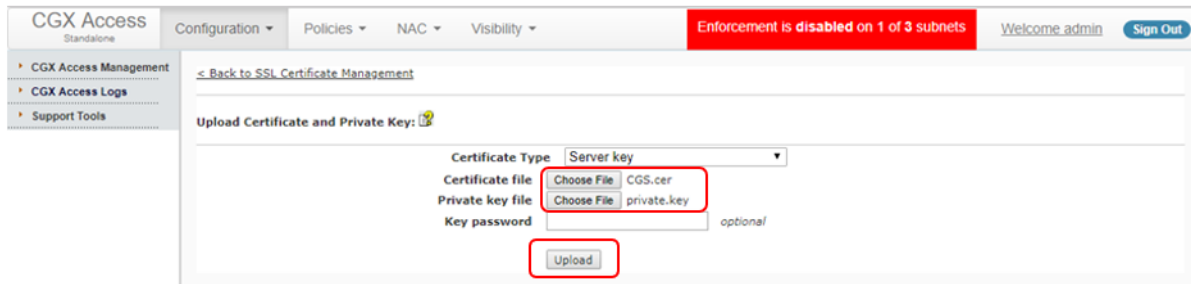 CGX Access
Standalone
Configuration ▾ Policies ▾ NAC ▾ Visibility ▾
Enforcement is disabled on 1 of 3 subnets
Welcome admin
Sign Out
CGX Access Management
CGX Access Logs
Support Tools
< Back to SSL Certificate Management
Upload Certificate and Private Key:
Certificate Type Server key
Certificate file Choose File CGS.cer
Private key file Choose File private.key
Key password optional
Upload